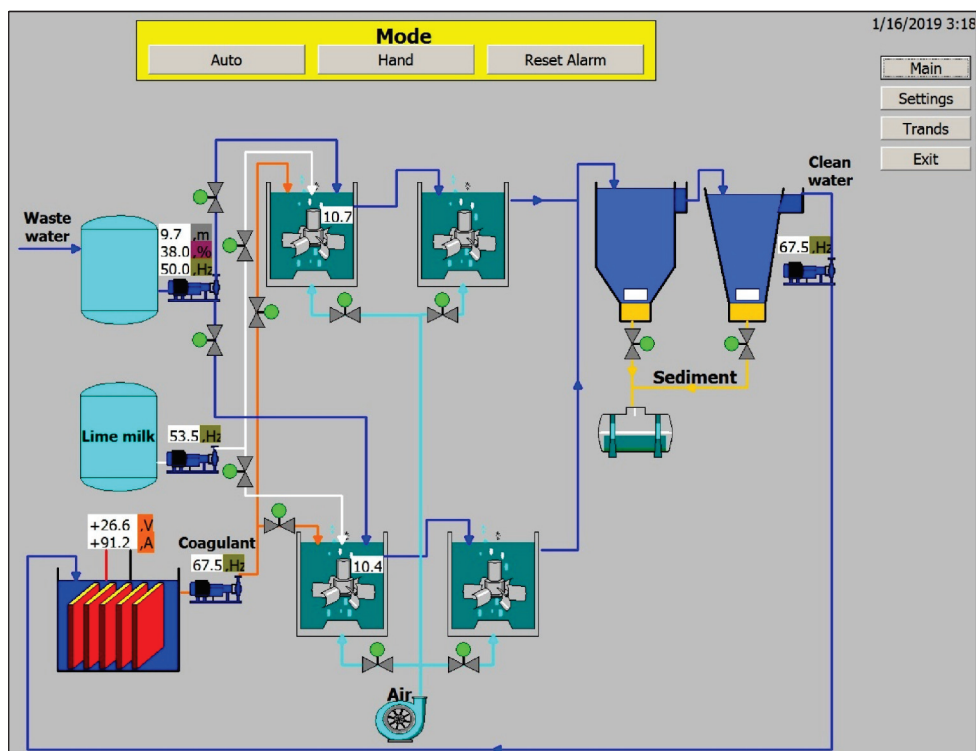 1/16/2019 3:18
Mode
Auto
Hand
Reset Alarm
Main
Settings
Trands
Exit
Clean
water
Waste
water
9.7 ,m
38.0 ,%
50.0 ,Hz
10.7
67.5 ,Hz
Sediment
Lime milk
53.5 ,Hz
+26.6 ,V
+91.2 ,A
Coagulant
67.5 ,Hz
10.4
Air